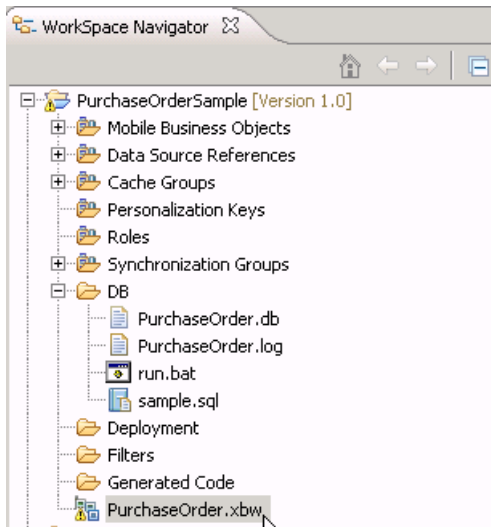 WorkSpace Navigator
PurchaseOrderSample [Version 1.0]
Mobile Business Objects
Data Source References
Cache Groups
Personalization Keys
Roles
Synchronization Groups
DB
PurchaseOrder.db
PurchaseOrder.log
run.bat
sample.sql
Deployment
Filters
Generated Code
PurchaseOrder.xbw